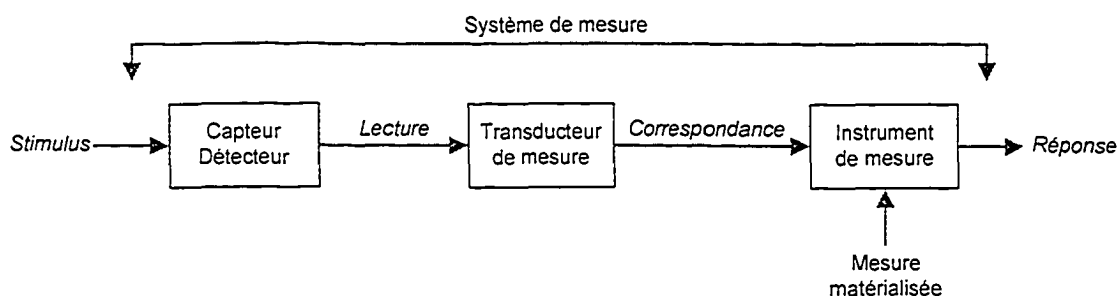 Système de mesure
Stimulus
Capteur
Détecteur
Lecture
Transducteur
de mesure
Correspondance
Instrument
de mesure
Réponse
Mesure
matérialisée